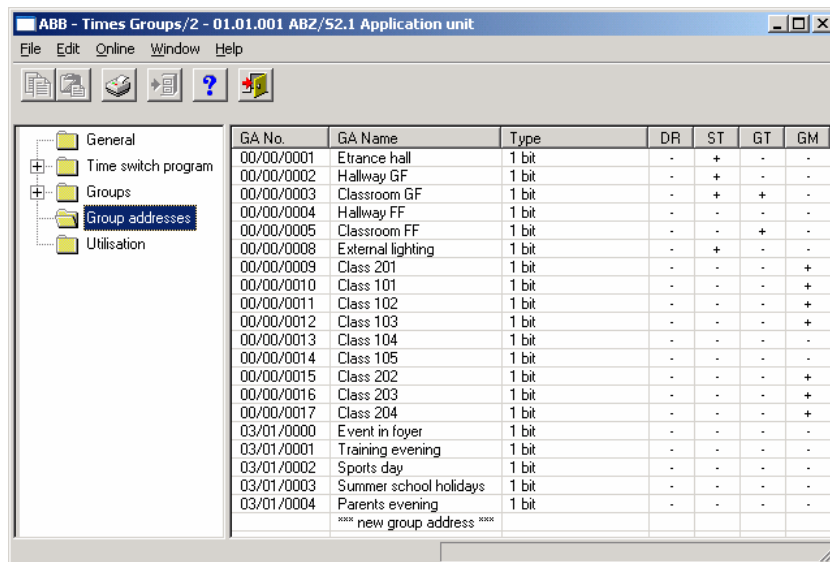 ABB - Times Groups/2 - 01.01.001 ABZ/S2.1 Application unit
File Edit Online Window Help
General
Time switch program
Groups
Group addresses
Utilisation
GA No. GA Name Type DR ST GT GM
00/00/0001 Etrance hall 1 bit - + - -
00/00/0002 Hallway GF 1 bit - + - -
00/00/0003 Classroom GF 1 bit - + + -
00/00/0004 Hallway FF 1 bit - - - -
00/00/0005 Classroom FF 1 bit - - + -
00/00/0008 External lighting 1 bit - + - -
00/00/0009 Class 201 1 bit - - - +
00/00/0010 Class 101 1 bit - - - +
00/00/0011 Class 102 1 bit - - - +
00/00/0012 Class 103 1 bit - - - +
00/00/0013 Class 104 1 bit - - - -
00/00/0014 Class 105 1 bit - - - -
00/00/0015 Class 202 1 bit - - - +
00/00/0016 Class 203 1 bit - - - +
00/00/0017 Class 204 1 bit - - - +
03/01/0000 Event in foyer 1 bit - - - -
03/01/0001 Training evening 1 bit - - - -
03/01/0002 Sports day 1 bit - - - -
03/01/0003 Summer school holidays 1 bit - - - -
03/01/0004 Parents evening 1 bit - - - -
*** new group address ***